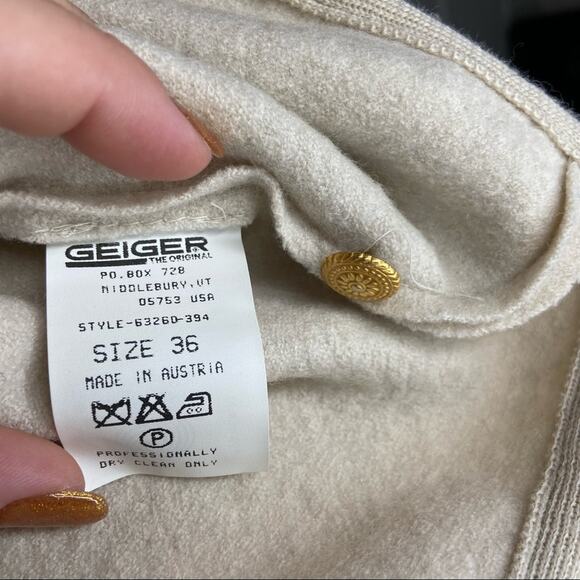 GEIGER®
THE ORIGINAL
PO.BOX 728
MIDDLEBURY,VT
05753 USA
STYLE-63260-394
SIZE 36
MADE IN AUSTRIA
P
PROFESSIONALLY
DRY CLEAN ONLY